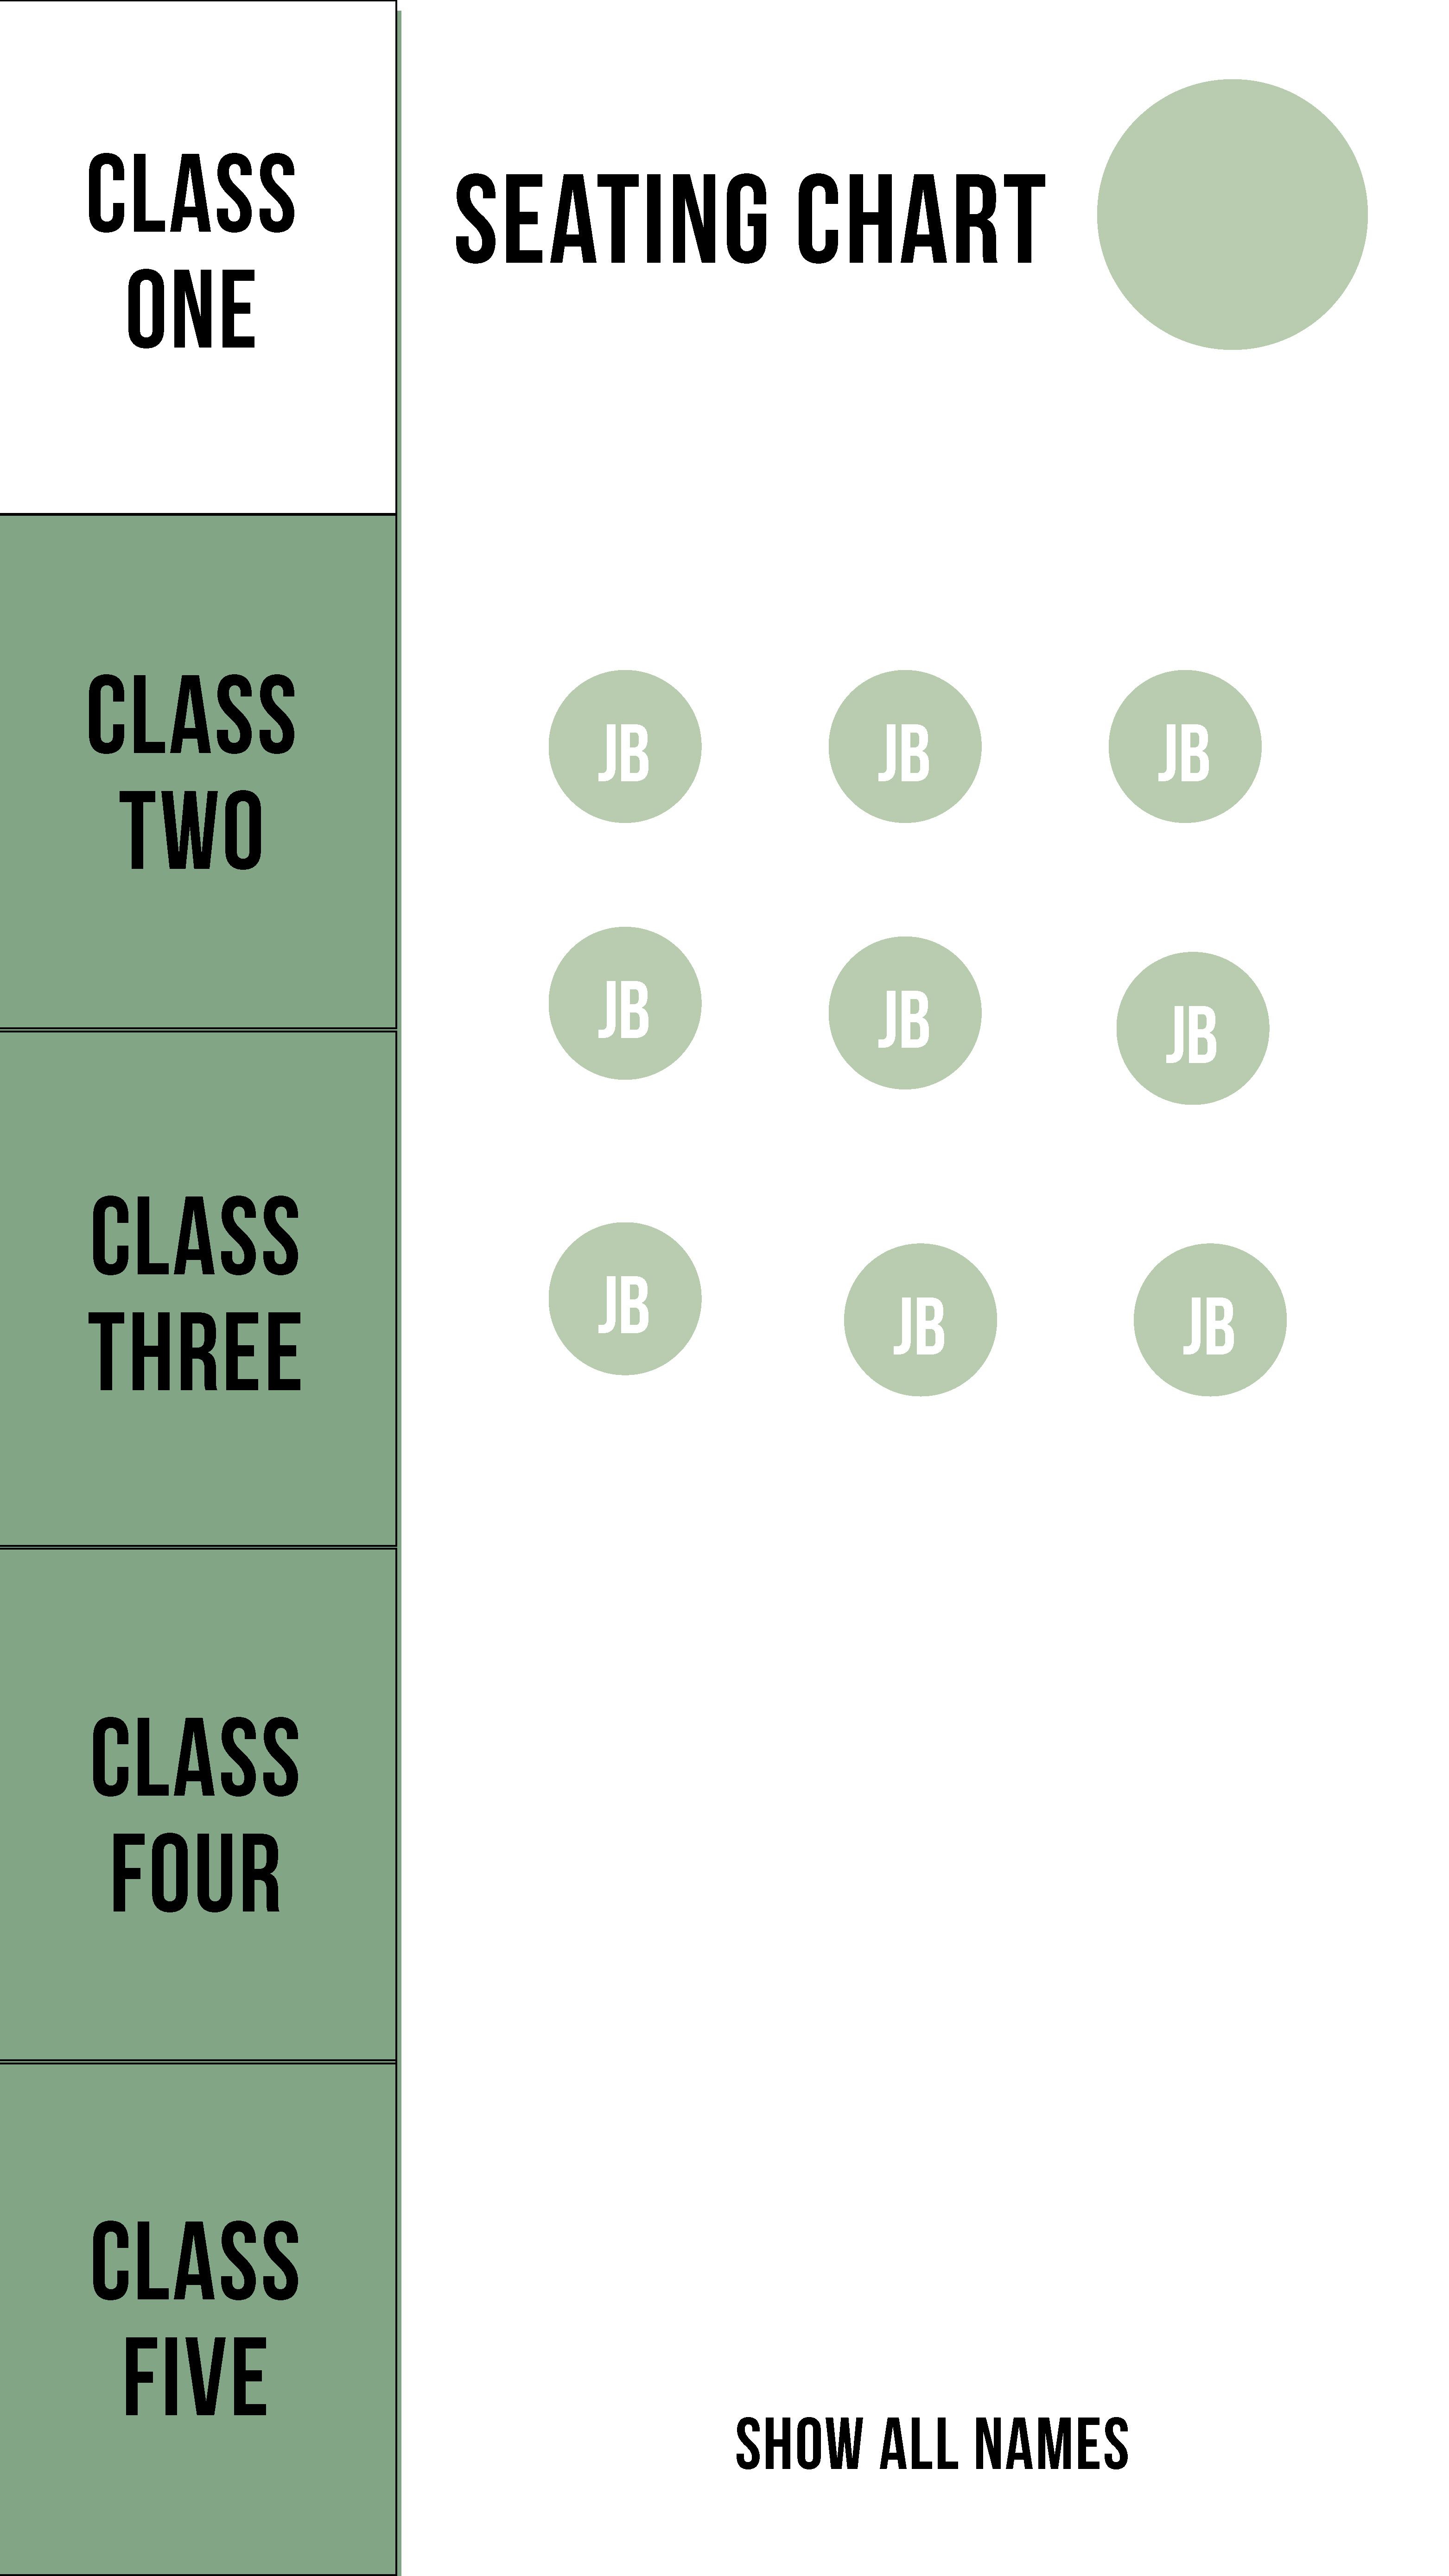 CLASS
ONE
SEATING CHART
CLASS
TWO
JB JB JB
JB JB JB
CLASS
THREE
JB JB JB
CLASS
FOUR
CLASS
FIVE
SHOW ALL NAMES